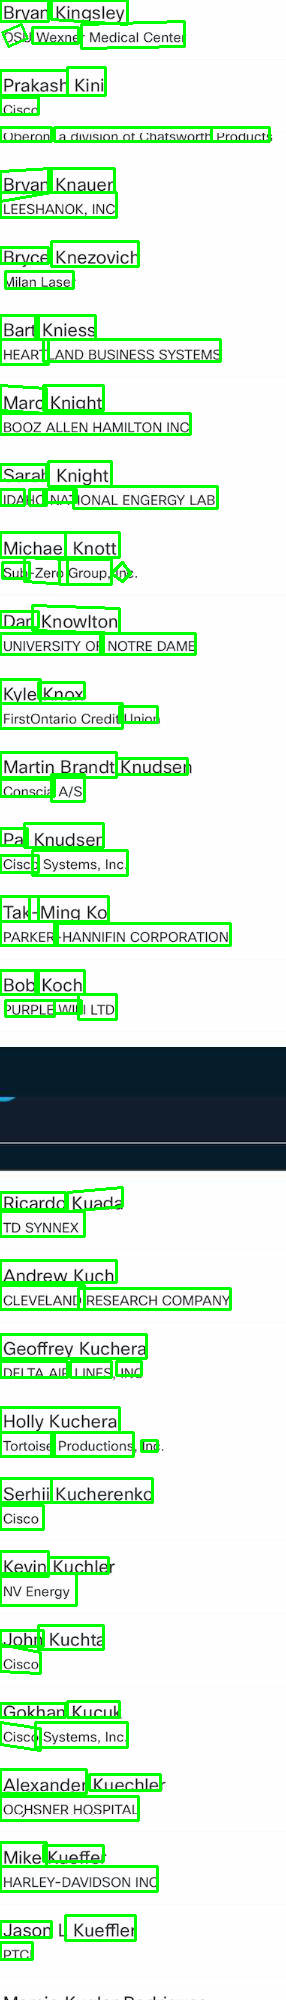 Bryan Kingsley
OSU Wexner Medical Center
Prakash Kini
Cisco
Oberon, a division of Chatsworth Products
Bryan Knauer
LEESHANOK, INC
Bryce Knezovich
Milan Laser
Bart Kniess
HEARTLAND BUSINESS SYSTEMS
Marc Knight
BOOZ ALLEN HAMILTON INC
Sarah Knight
IDAHO NATIONAL ENGERGY LAB
Michael Knott
Sub-Zero Group, Inc.
Dan Knowlton
UNIVERSITY OF NOTRE DAME
Kyle Knox
FirstOntario Credit Union
Martin Brandt Knudsen
Conscia A/S
Pal Knudsen
Cisco Systems, Inc.
Tak-Ming Ko
PARKER-HANNIFIN CORPORATION
Bob Koch
PURPLE WIFI LTD
Ricardo Kuada
TD SYNNEX
Andrew Kuch
CLEVELAND RESEARCH COMPANY
Geoffrey Kuchera
DELTA AIR LINES, INC
Holly Kuchera
Tortoise Productions, Inc.
Serhii Kucherenko
Cisco
Kevin Kuchler
NV Energy
John Kuchta
Cisco
Gokhan Kucuk
Cisco Systems, Inc.
Alexander Kuechler
OCHSNER HOSPITAL
Mike Kueffer
HARLEY-DAVIDSON INC
Jason L Kueffler
PTC